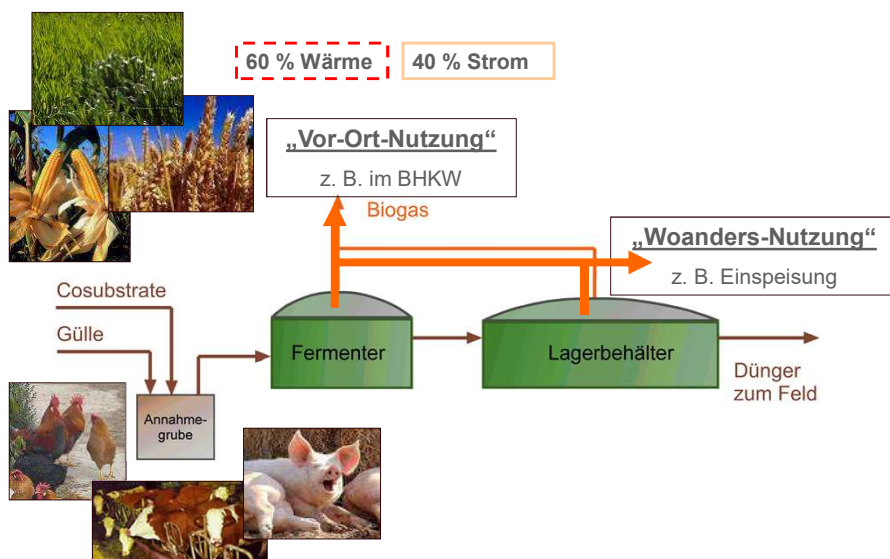 60 % Wärme
40 % Strom
„Vor-Ort-Nutzung“
z. B. im BHKW
Biogas
„Woanders-Nutzung“
z. B. Einspeisung
Cosubstrate
Gülle
Fermenter
Lagerbehälter
Dünger
zum Feld
Annahme-
grube